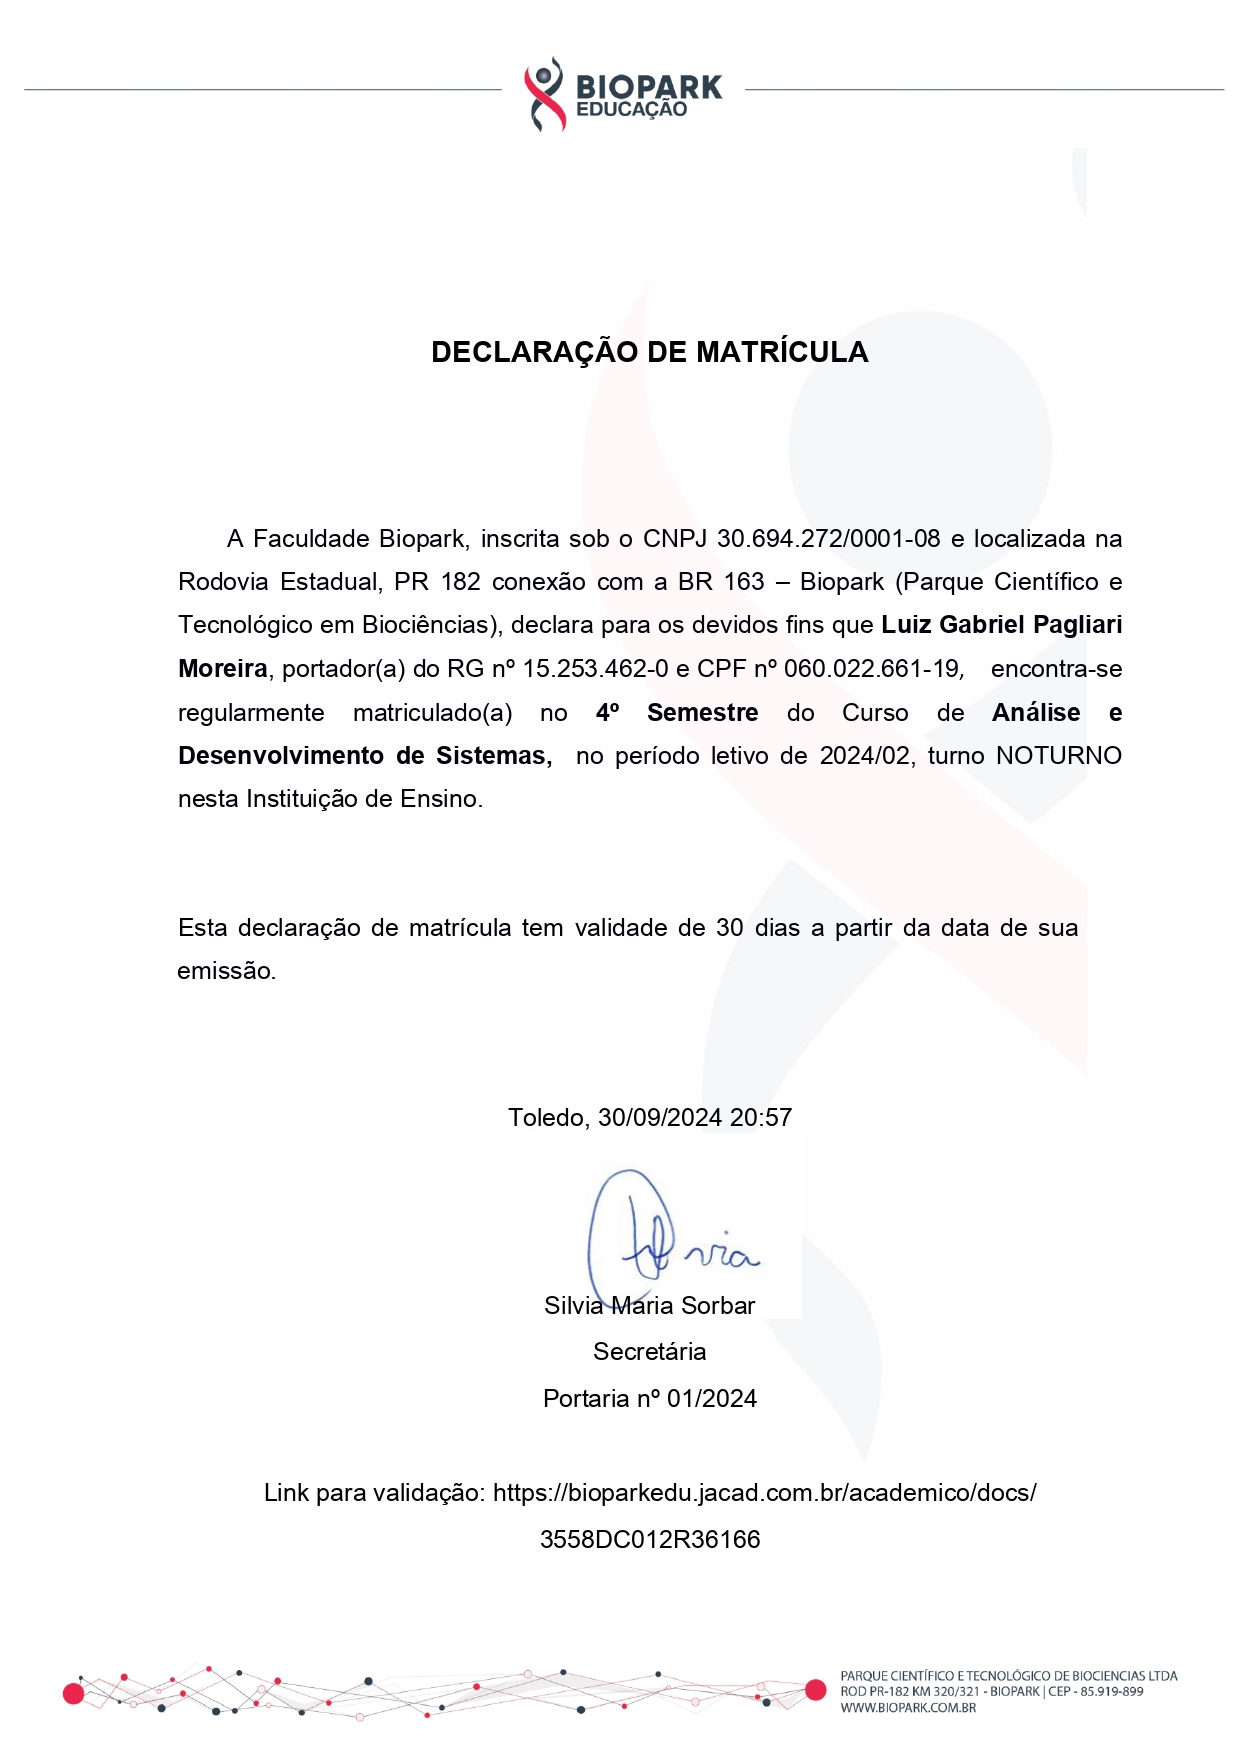 BIOPARK
EDUCAÇÃO
DECLARAÇÃO DE MATRÍCULA
A Faculdade Biopark, inscrita sob o CNPJ 30.694.272/0001-08 e localizada na
Rodovia Estadual, PR 182 conexão com a BR 163 – Biopark (Parque Científico e
Tecnológico em Biociências), declara para os devidos fins que Luiz Gabriel Pagliari
Moreira, portador(a) do RG nº 15.253.462-0 e CPF nº 060.022.661-19, encontra-se
regularmente matriculado(a) no 4º Semestre do Curso de Análise e
Desenvolvimento de Sistemas, no período letivo de 2024/02, turno NOTURNO
nesta Instituição de Ensino.
Esta declaração de matrícula tem validade de 30 dias a partir da data de sua
emissão.
Toledo, 30/09/2024 20:57
Silvia Maria Sorbar
Secretária
Portaria nº 01/2024
Link para validação: https://bioparkedu.jacad.com.br/academico/docs/
3558DC012R36166
PARQUE CIENTÍFICO E TECNOLÓGICO DE BIOCIENCIAS LTDA
ROD PR-182 KM 320/321 - BIOPARK | CEP - 85.919-899
WWW.BIOPARK.COM.BR